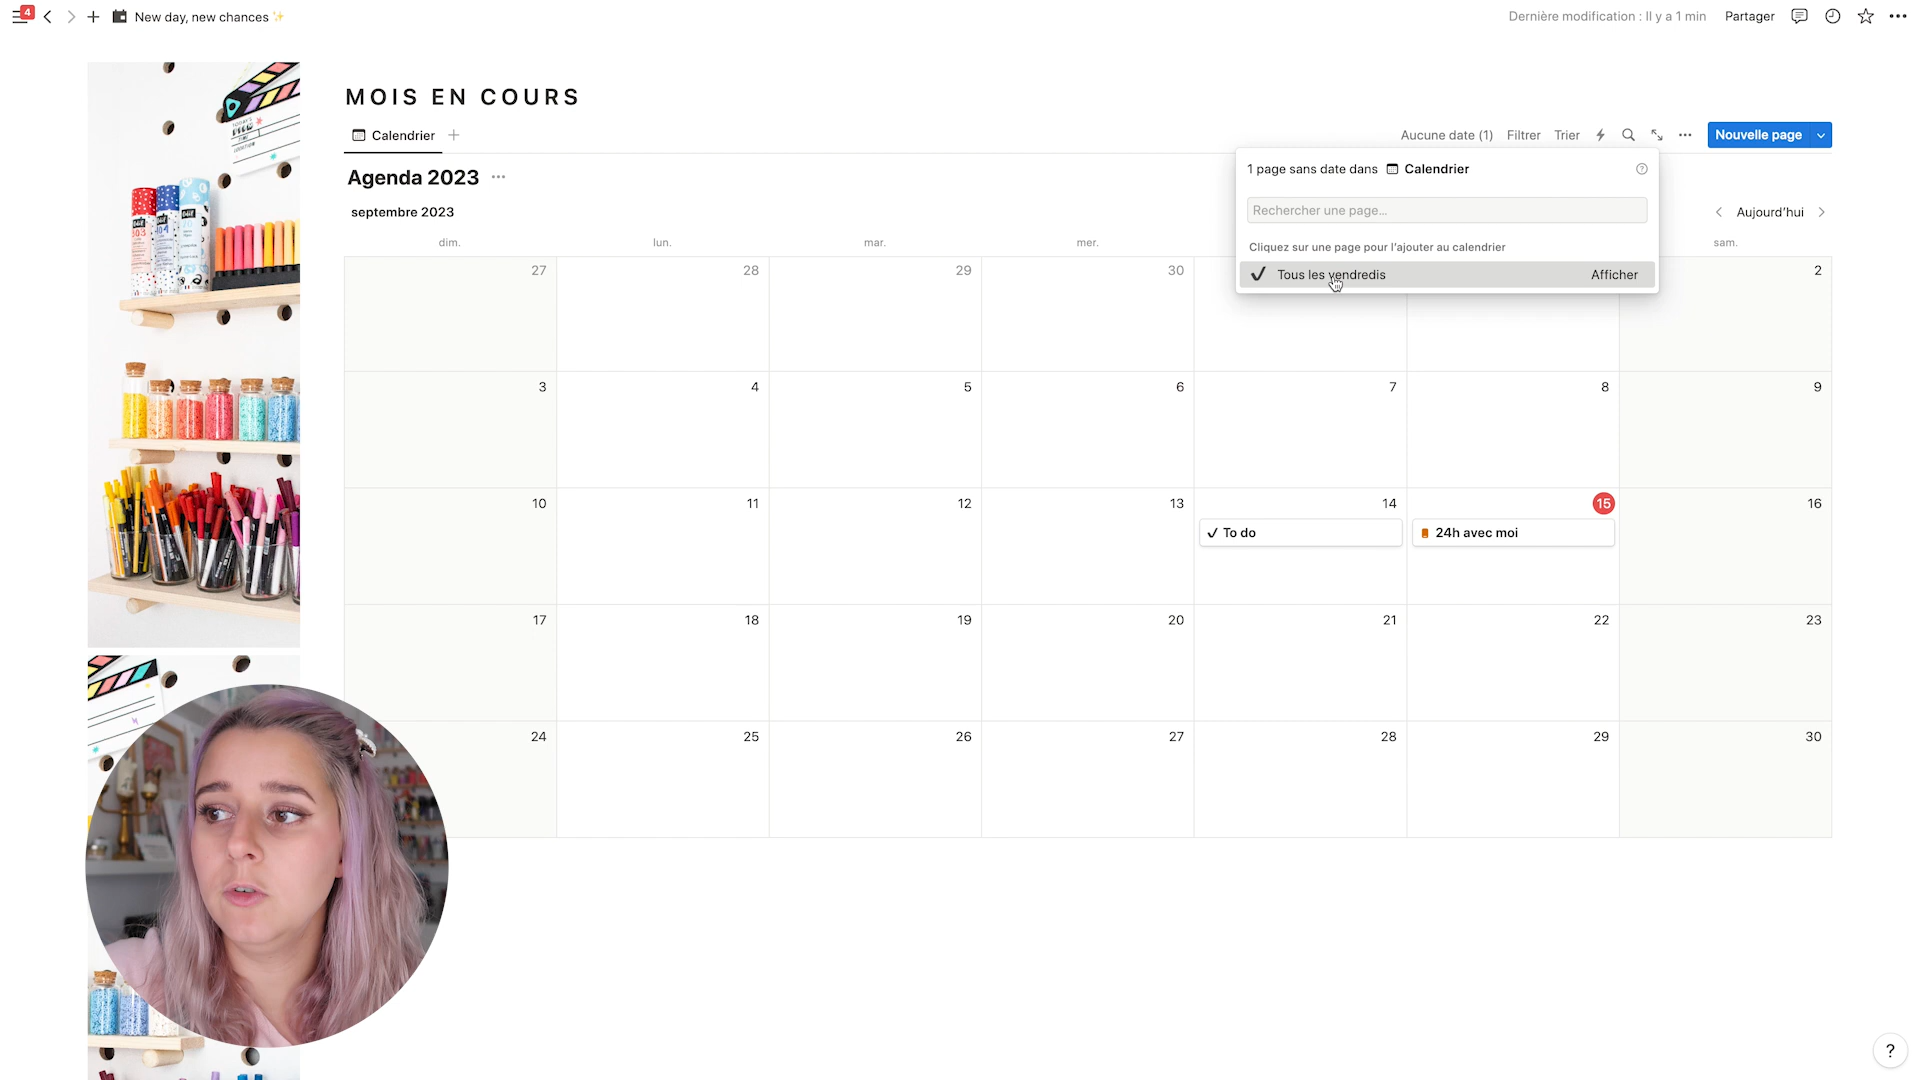 4
New day, new chances
Dernière modification : Il y a 1 min
Partager
MOIS EN COURS
Calendrier
Aucune date (1)
Filtrer
Trier
Nouvelle page
1 page sans date dans Calendrier
Agenda 2023
Rechercher une page...
septembre 2023
Aujourd'hui
Cliquez sur une page pour l'ajouter au calendrier
dim.
lun.
mar.
mer.
sam.
Tous les vendredis
Afficher
27
28
29
30
2
3
4
5
6
7
8
9
10
11
12
13
14
15
16
✓ To do
24h avec moi
17
18
19
20
21
22
23
24
25
26
27
28
29
30
?